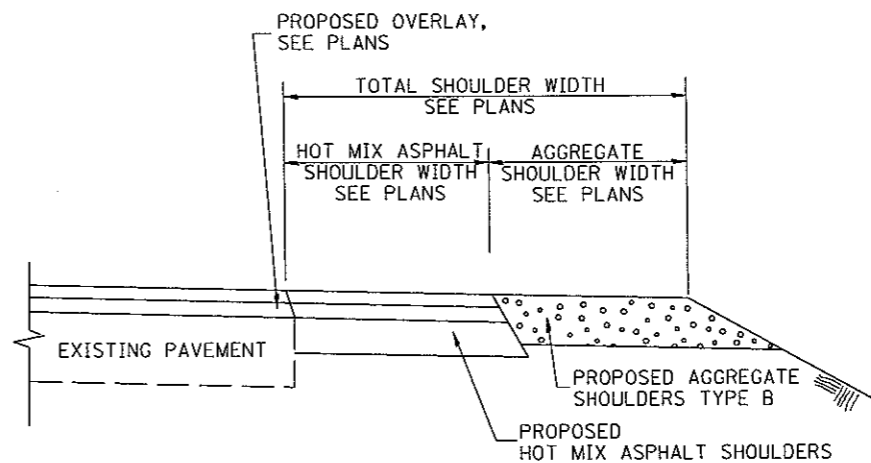 PROPOSED OVERLAY,
SEE PLANS
TOTAL SHOULDER WIDTH
SEE PLANS
HOT MIX ASPHALT
SHOULDER WIDTH
SEE PLANS
AGGREGATE
SHOULDER WIDTH
SEE PLANS
EXISTING PAVEMENT
PROPOSED AGGREGATE
SHOULDERS TYPE B
PROPOSED
HOT MIX ASPHALT SHOULDERS